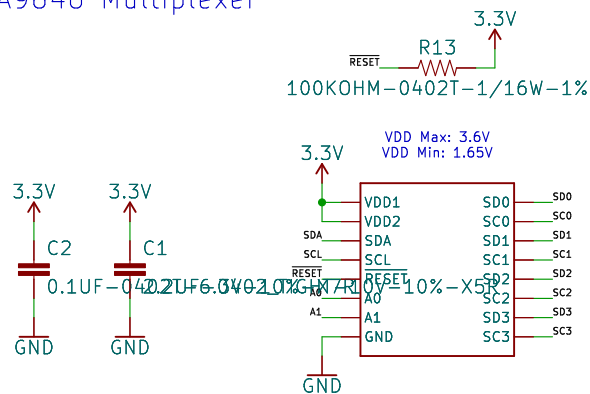 Multiplexer
3.3V
R13
RESET
100KOHM-0402T-1/16W-1%
VDD Max: 3.6V
VDD Min: 1.65V
3.3V
3.3V
3.3V
C2
C1
GND
GND
VDD1
VDD2
SDA
SDA
SCL
SCL
RESET
RESET
A0
A0
A1
A1
GND
GND
SD0
SD0
SC0
SC0
SD1
SD1
SC1
SC1
SD2
SD2
SC2
SC2
SD3
SD3
SC3
SC3